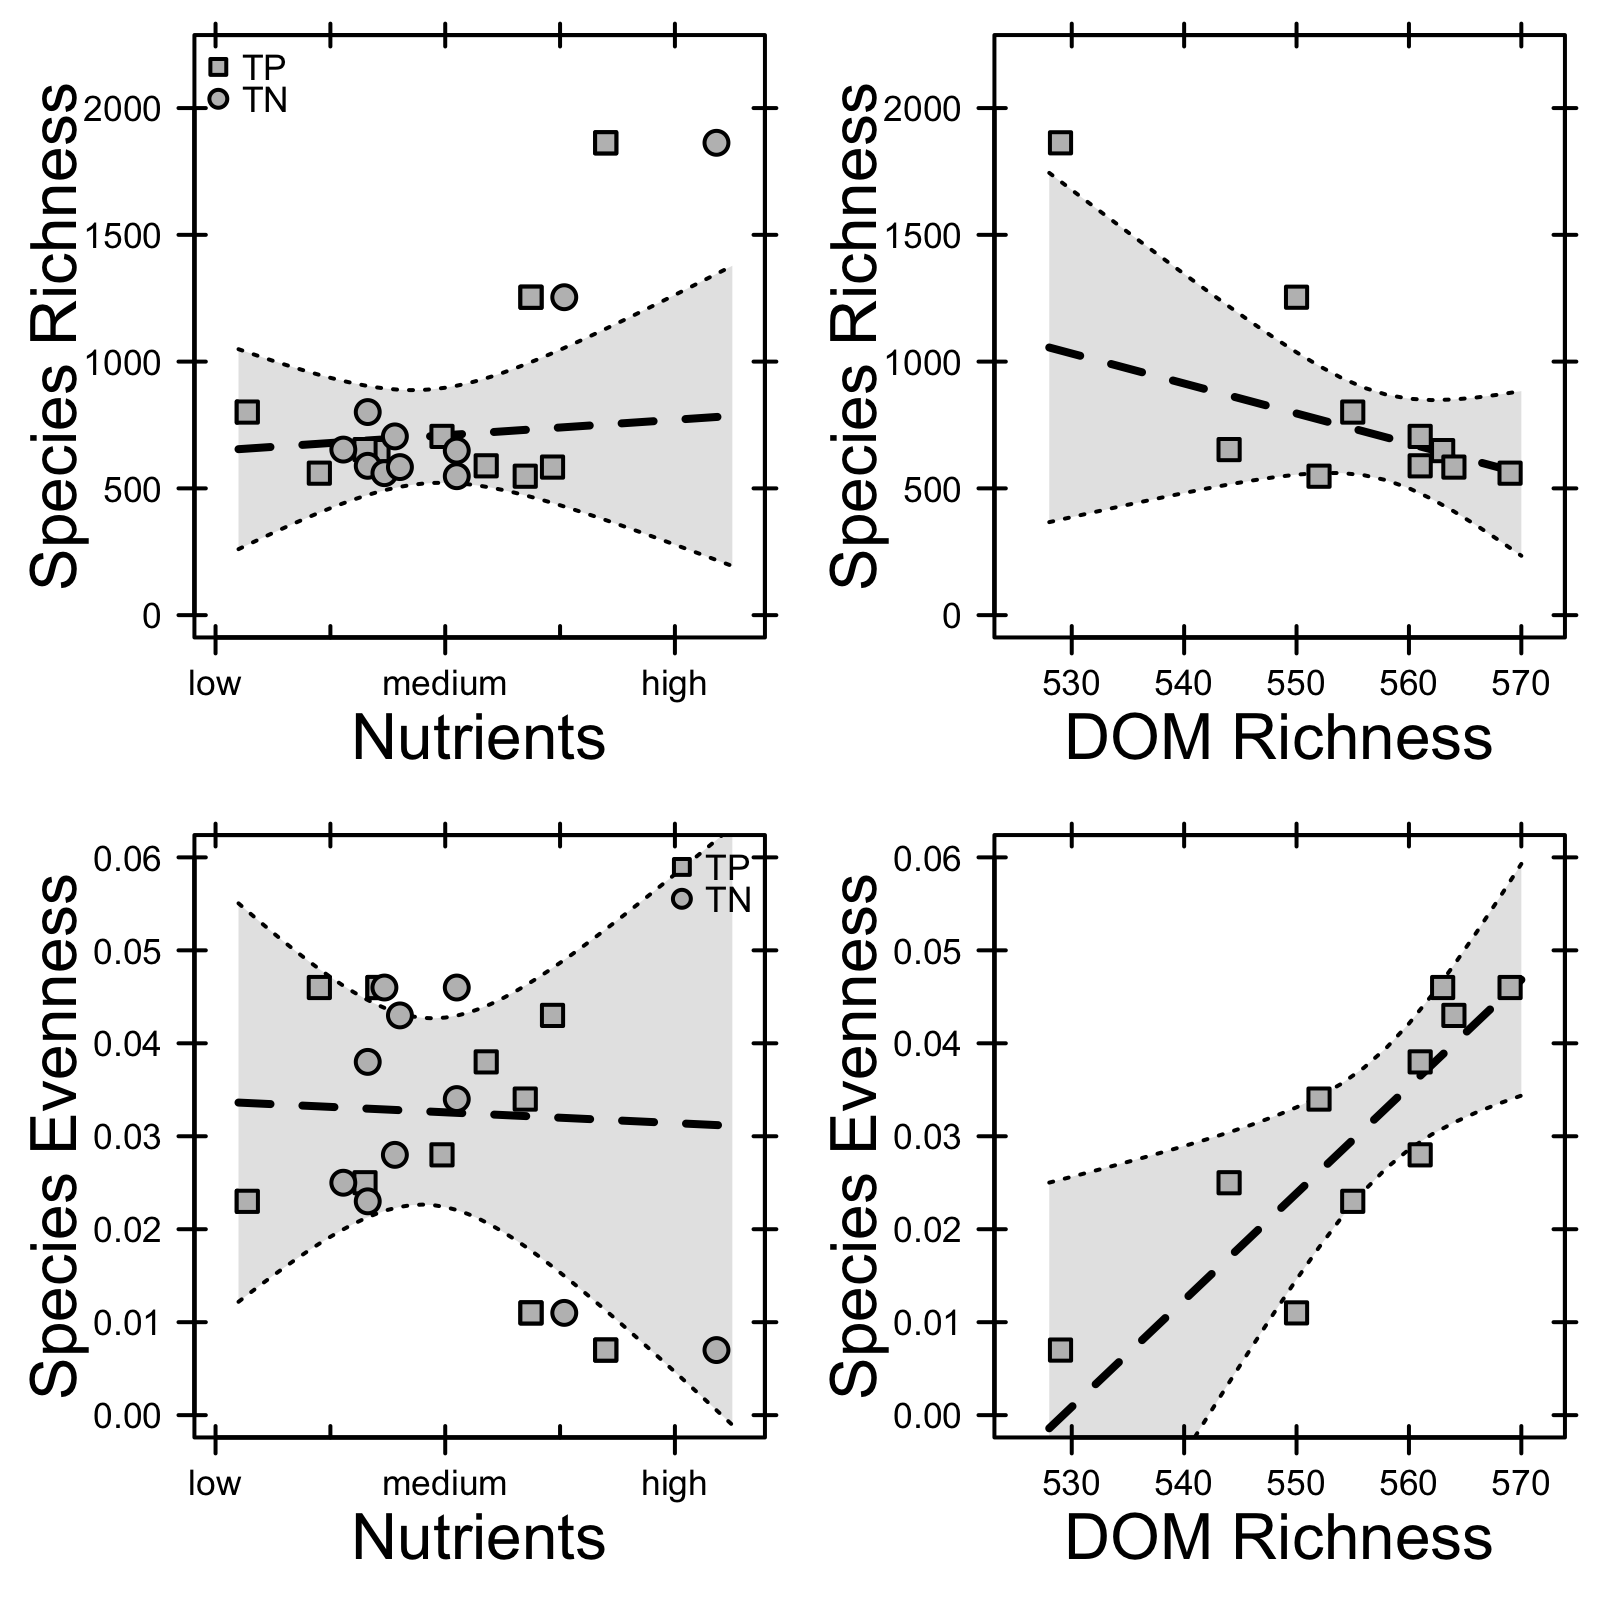 TP
TN
Species Richness
2000
1500
1000
500
0
low medium high
Nutrients
Species Richness
2000
1500
1000
500
0
530 540 550 560 570
DOM Richness
TP
TN
Species Evenness
0.06
0.05
0.04
0.03
0.02
0.01
0.00
low medium high
Nutrients
Species Evenness
0.06
0.05
0.04
0.03
0.02
0.01
0.00
530 540 550 560 570
DOM Richness